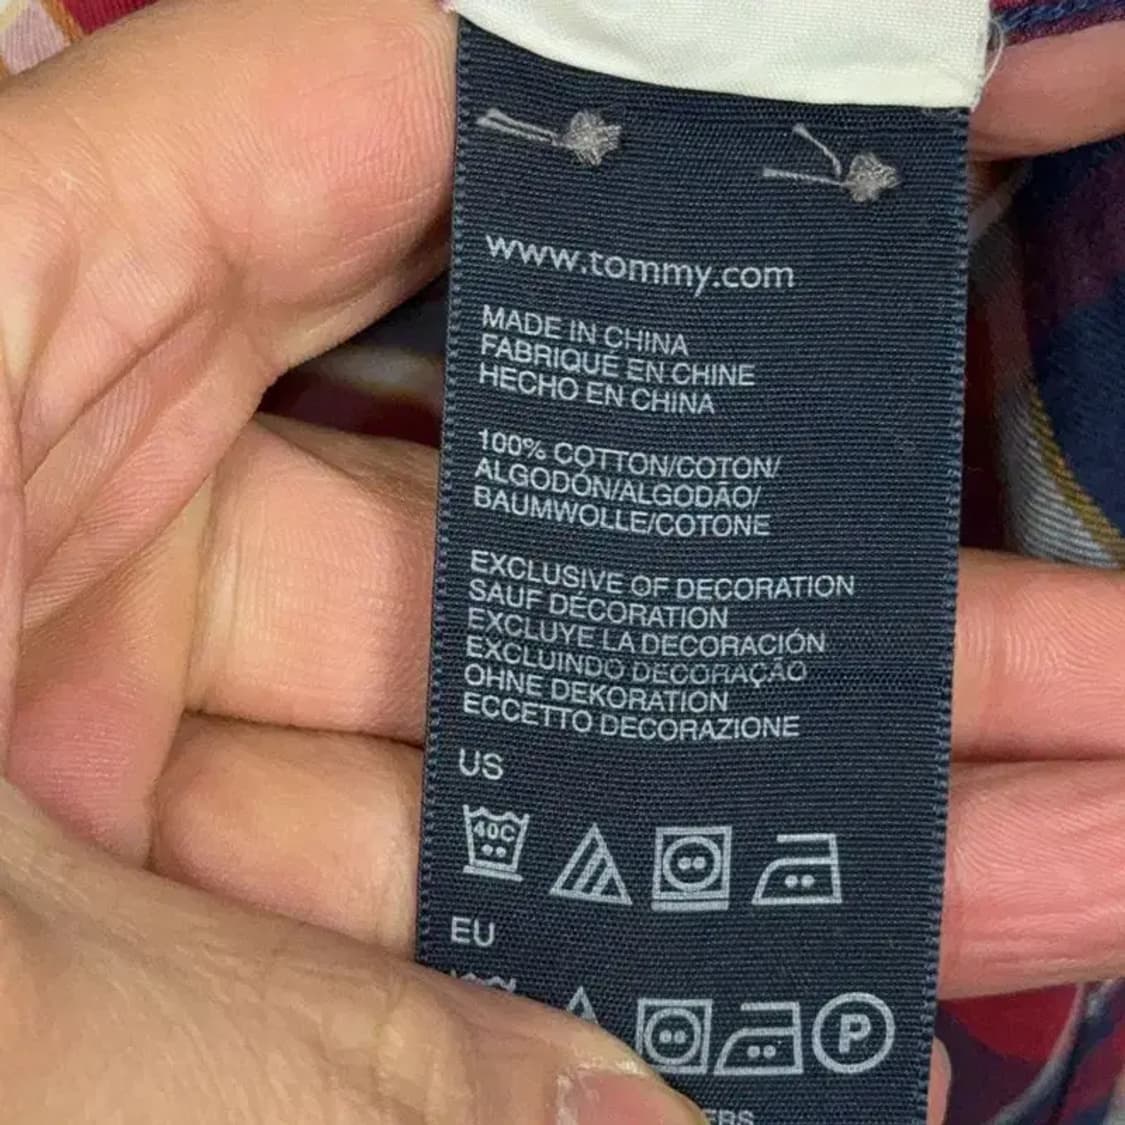 www.tommy.com
MADE IN CHINA
FABRIQUÉ EN CHINE
HECHO EN CHINA
100% COTTON/COTON/
ALGODÓN/ALGODÃO/
BAUMWOLLE/COTONE
EXCLUSIVE OF DECORATION
SAUF DÉCORATION
EXCLUYE LA DECORACIÓN
EXCLUINDO DECORAÇÃO
OHNE DEKORATION
ECCETTO DECORAZIONE
US
40C
EU
P